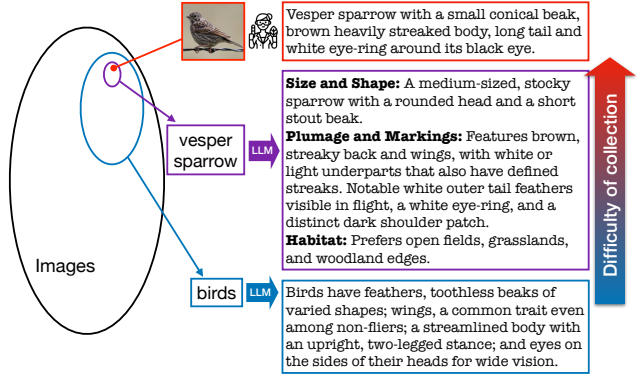 Vesper sparrow with a small conical beak,
brown heavily streaked body, long tail and
white eye-ring around its black eye.
Size and Shape: A medium-sized, stocky
sparrow with a rounded head and a short
stout beak.
Plumage and Markings: Features brown,
streaky back and wings, with white or
light underparts that also have defined
streaks. Notable white outer tail feathers
visible in flight, a white eye-ring, and a
distinct dark shoulder patch.
Habitat: Prefers open fields, grasslands,
and woodland edges.
vesper
sparrow
LLM
Images
birds
LLM
Birds have feathers, toothless beaks of
varied shapes; wings, a common trait even
among non-fliers; a streamlined body with
an upright, two-legged stance; and eyes on
the sides of their heads for wide vision.
Difficulty of collection